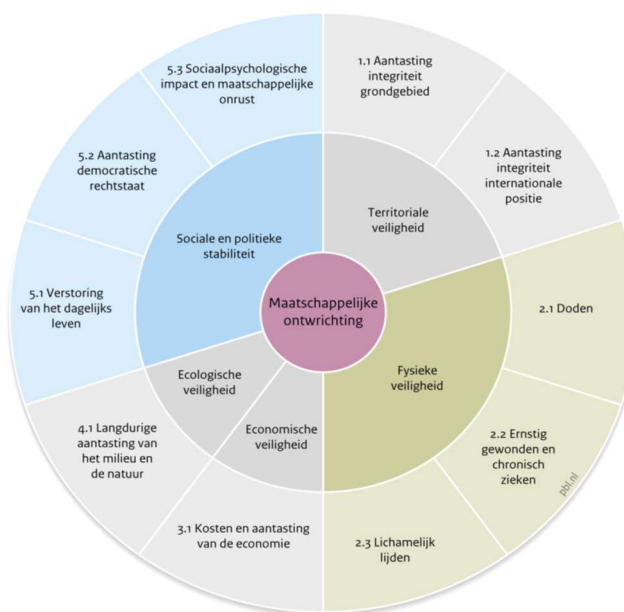 5.3 Sociaalpsychologische
impact en maatschappelijke
onrust
1.1 Aantasting
integriteit
grondgebied
5.2 Aantasting
democratische
rechtstaat
1.2 Aantasting
integriteit
internationale
positie
Sociale en politieke
stabiliteit
Territoriale
veiligheid
5.1 Verstoring
van het dagelijks
leven
Maatschappelijke
ontwrichting
2.1 Doden
Ecologische
veiligheid
Fysieke
veiligheid
4.1 Langdurige
aantasting van
het milieu en
de natuur
Economische
veiligheid
2.2 Ernstig
gewonden en
chronisch
zieken
3.1 Kosten en aantasting
van de economie
2.3 Lichamelijk
lijden
pbl.nl